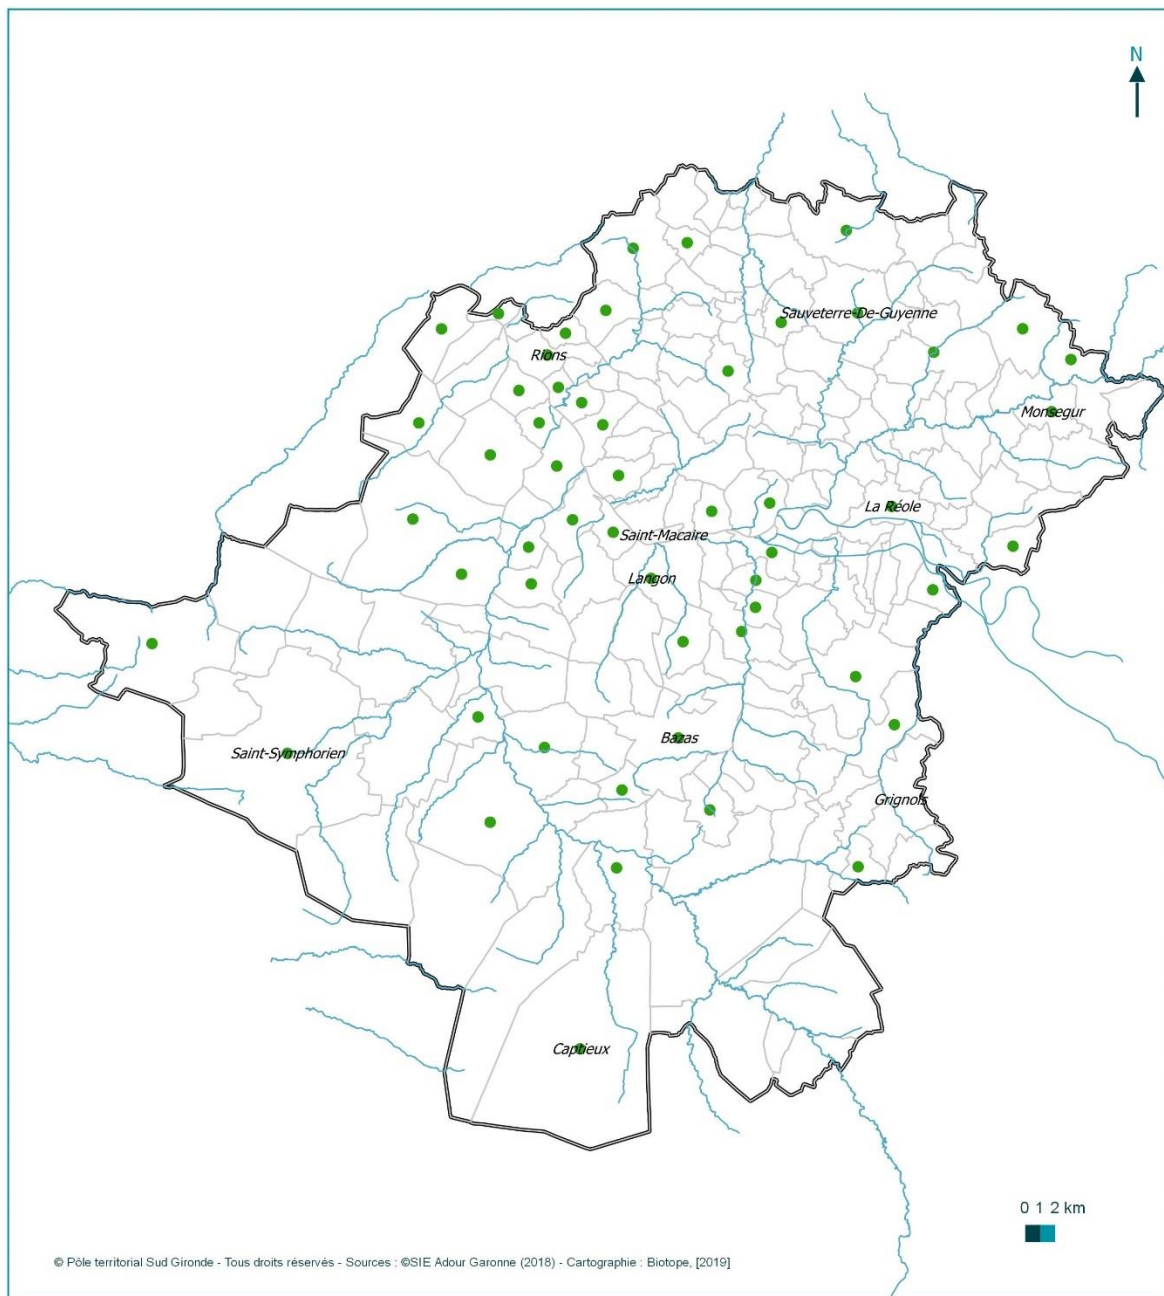 N
Sauveterre-De-Guyenne
Rions
Monsegur
La Réole
Saint-Macaire
Langon
Bazas
Saint-Symphorien
Grignols
Captieux
0 1 2 km
© Pôle territorial Sud Gironde - Tous droits réservés - Sources : ©SIE Adour Garonne (2018) - Cartographie : Biotope, [2019]